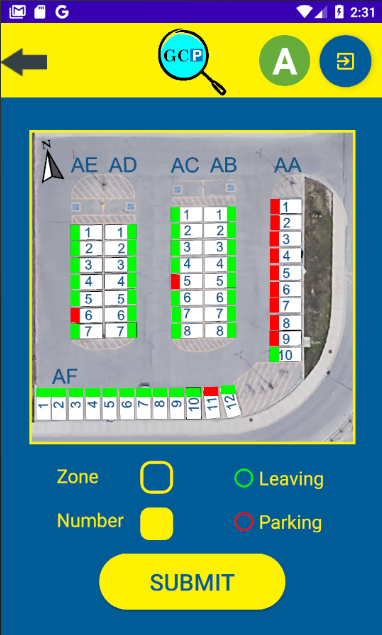 2:31
GCP
A
N
AE AD AC AB AA
1 1 1 1 1
2 2 2 2 2
3 3 3 3 3
4 4 4 4 4
5 5 5 5 5
6 6 6 6 6
7 7 7 7 7
8 8 8
9
10
AF
1 2 3 4 5 6 7 8 9 10 11 12
Zone
Leaving
Number
Parking
SUBMIT